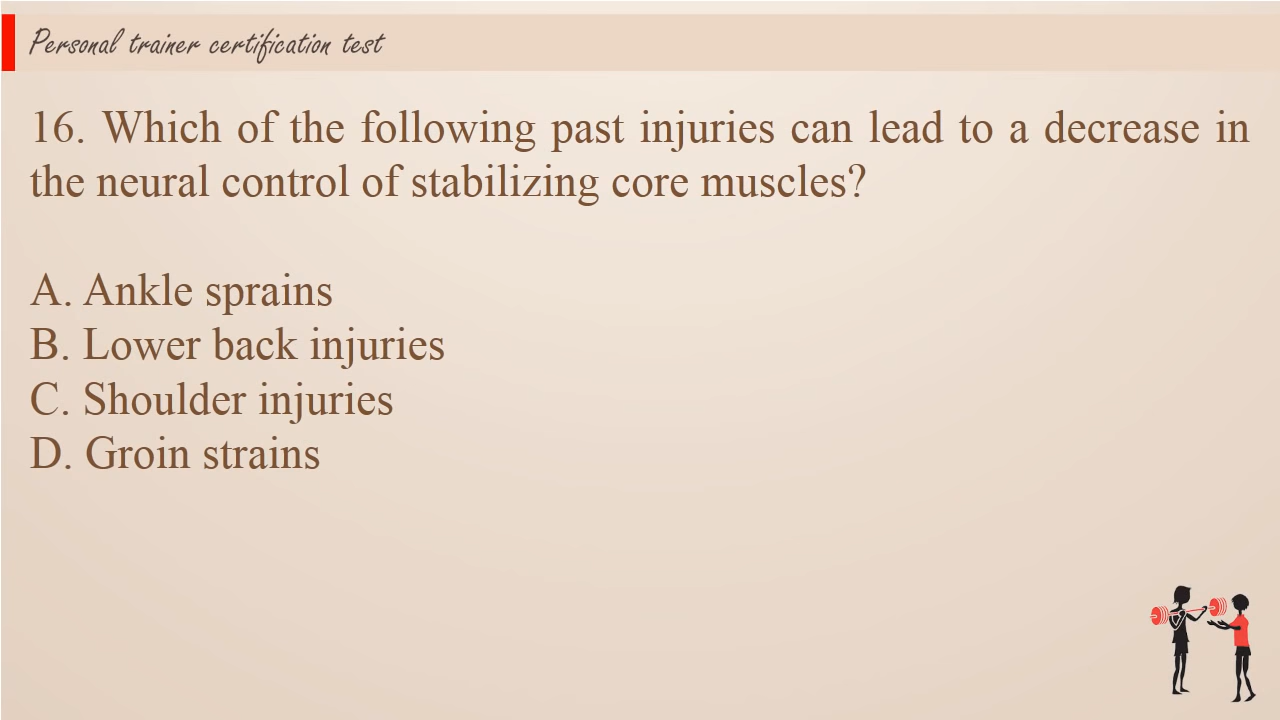 Personal trainer certification test
16. Which of the following past injuries can lead to a decrease in
the neural control of stabilizing core muscles?
A. Ankle sprains
B. Lower back injuries
C. Shoulder injuries
D. Groin strains